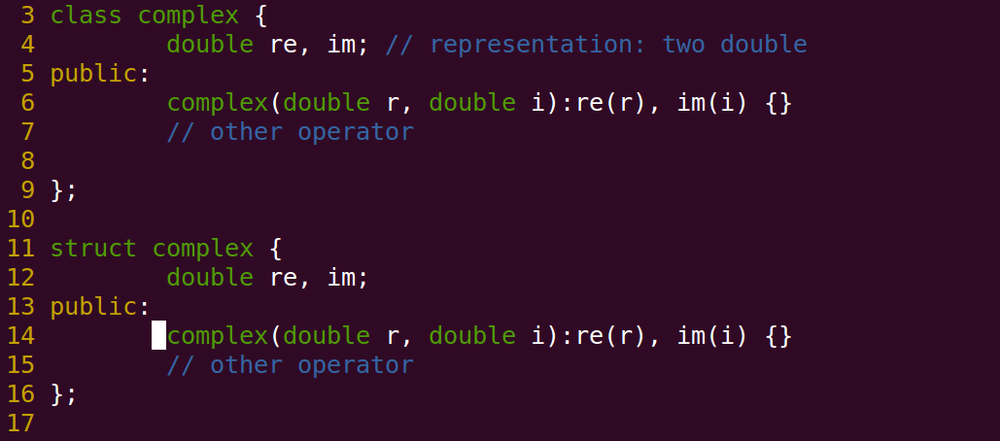 3 class complex {
4         double re, im; // representation: two double
5 public:
6         complex(double r, double i):re(r), im(i) {}
7         // other operator
8
9 };
10
11 struct complex {
12         double re, im;
13 public:
14         complex(double r, double i):re(r), im(i) {}
15         // other operator
16 };
17